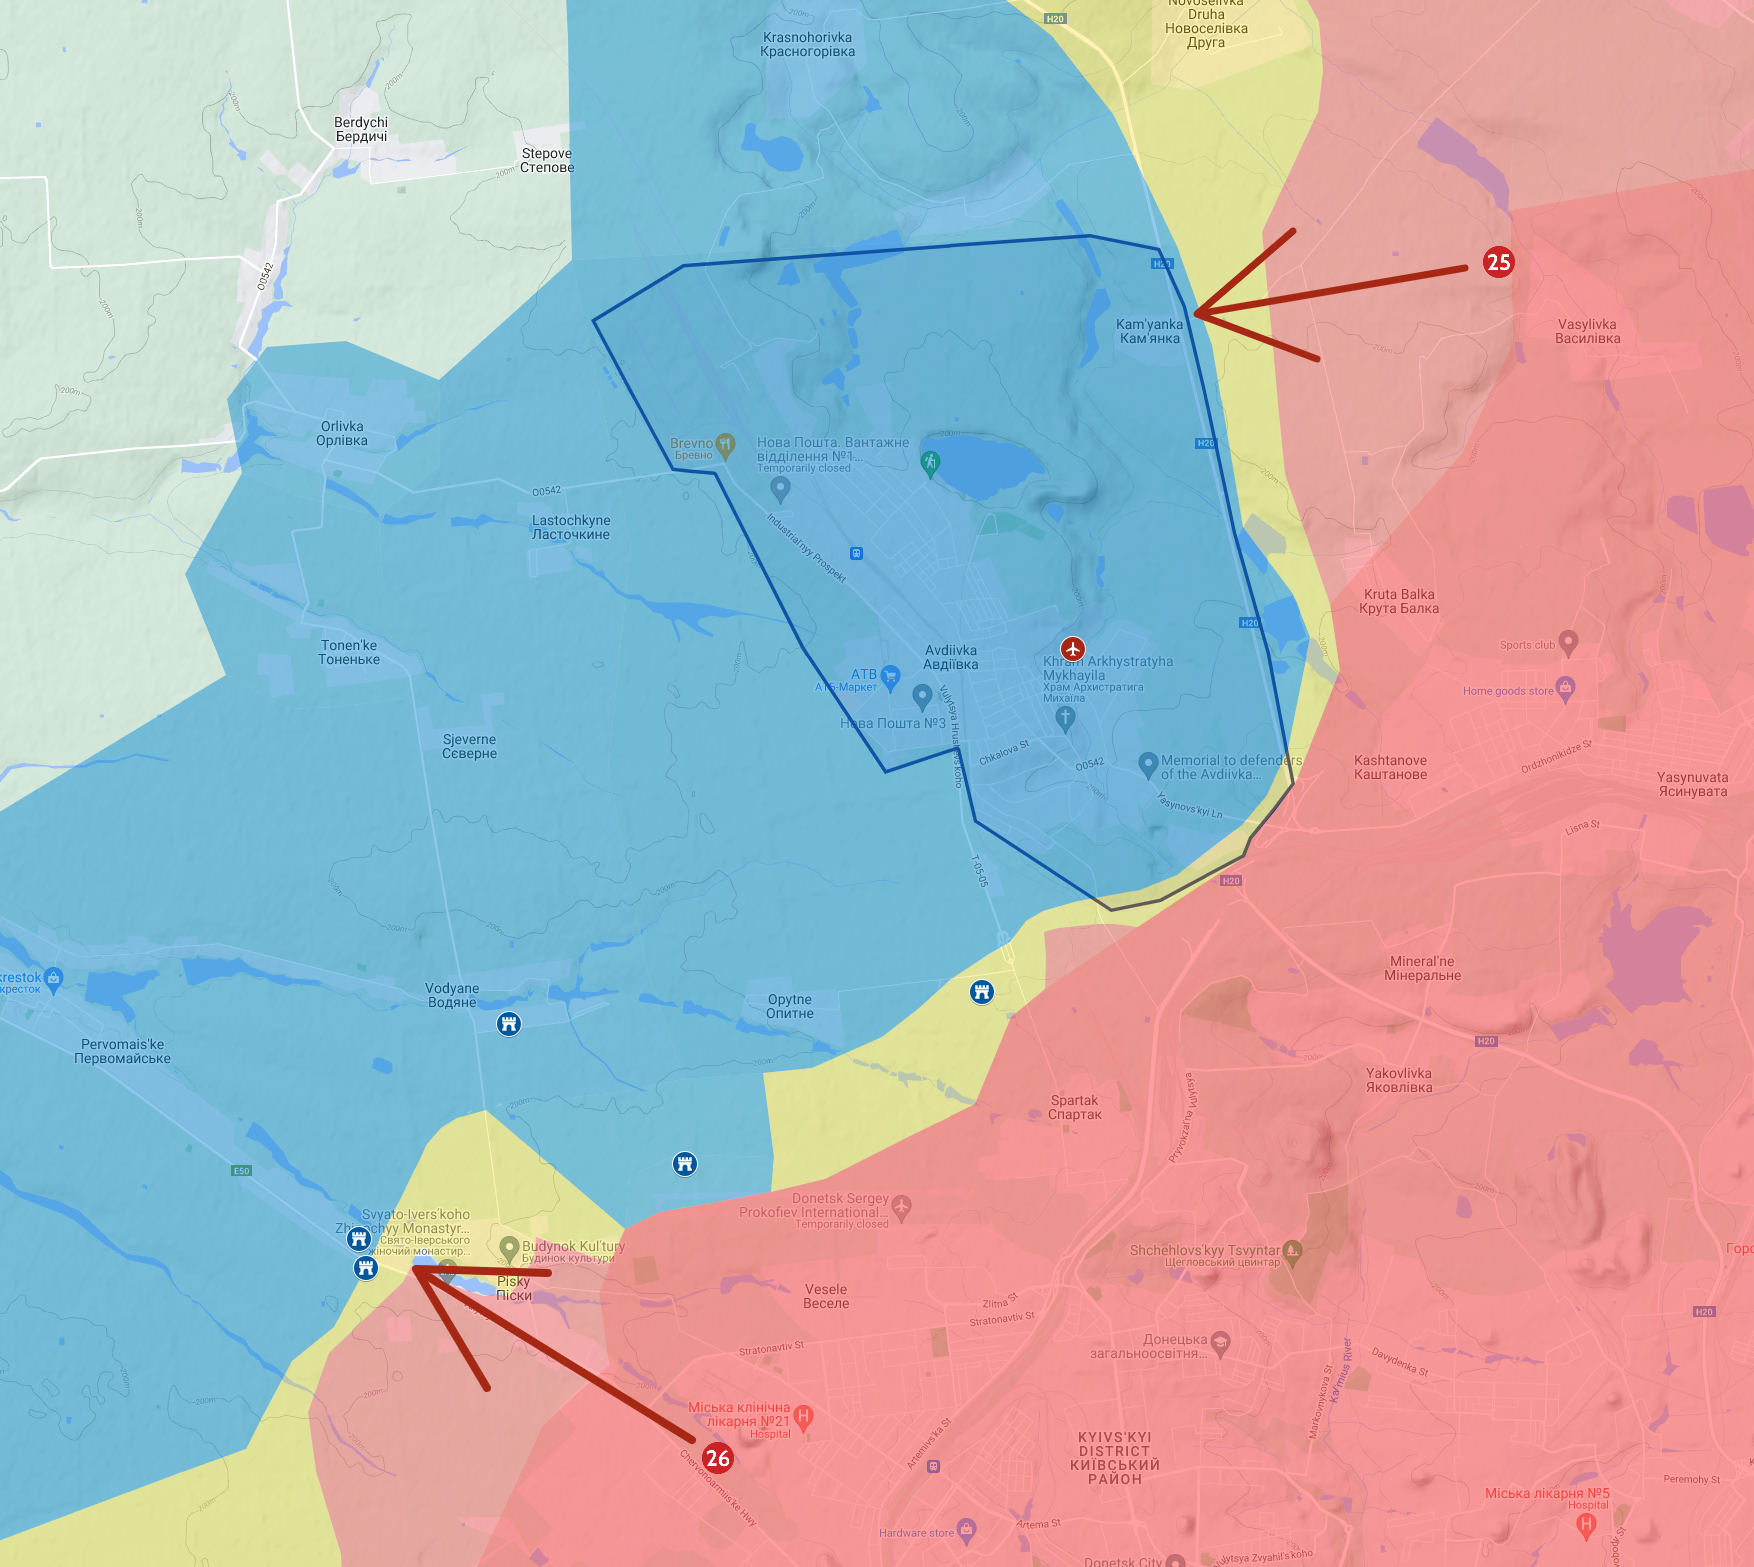 Novoselivka
Druha
Новоселівка
Друга
H20
Krasnohorivka
Красногорівка
Berdychi
Бердичі
Stepove
Степове
200m
O0542
H20
25
Kam'yanka
Кам'янка
Vasylivka
Василівка
Orlivka
Орлівка
Brevno
Бревно
Нова Пошта. Вантажне
відділення №1...
Temporarily closed
H20
O0542
Lastochkyne
Ласточкине
Industrial'nyy Prospekt
Kruta Balka
Крута Балка
H20
Sports club
Tonen'ke
Тоненьке
Avdiivka
Авдіївка
АТВ
АТБ-Маркет
Khram Arkhystratyha
Mykhayila
Храм Архистратига
Михаїла
Home goods store
Нова Пошта №3
Vulytsya Hrushevs'koho
Sjeverne
Сєверне
Chkalova St
O0542
Memorial to defenders
of the Avdiivka...
Kashtanove
Каштанове
Ordzhonikidze St
Yasynuvata
Ясинувата
Yasynovs'kyi Ln
Lisna St
T-05-05
H20
200m
Mineral'ne
Мінеральне
krestok
кресток
Vodyane
Водяне
Opytne
Опитне
Pervomais'ke
Первомайське
H20
Yakovlivka
Яковлівка
Spartak
Спартак
Pryvokzal'na Vulytsya
E50
Donetsk Sergey
Prokofiev International...
Temporarily closed
Svyato-Ivers'koho
Zhinochyy Monastyr...
Свято-Іверського
жіночий монастир...
Budynok Kul'tury
Будинок культури
Shchehlovs'kyy Tsvyntar
Щегловський цвинтар
Горо
Pisky
Піски
Vesele
Веселе
Zlitna St
Stratonavtiv St
H20
Stratonavtiv St
Донецька
загальноосвітня...
Davydenka St
Markovnykova St
Kal'mius River
Міська клінічна
лікарня №21
Hospital
Artemivs'ka St
KYIVS'KYI
DISTRICT
КИЇВСЬКИЙ
РАЙОН
26
Chervonoarmiis'ke Hwy
Peremohy St
Міська лікарня №5
Hospital
Hardware store
Artema St
Donetsk City